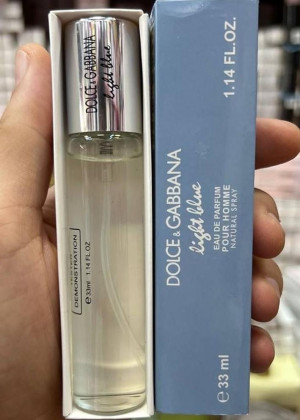 DOLCE & GABBANA
light blue
DEMONSTRATION
℮33ml 1.14 FL.OZ
DOLCE & GABBANA
light blue
EAU DE PARFUM
POUR HOMME
NATURAL SPRAY
1.14 FL.OZ.
℮ 33 ml